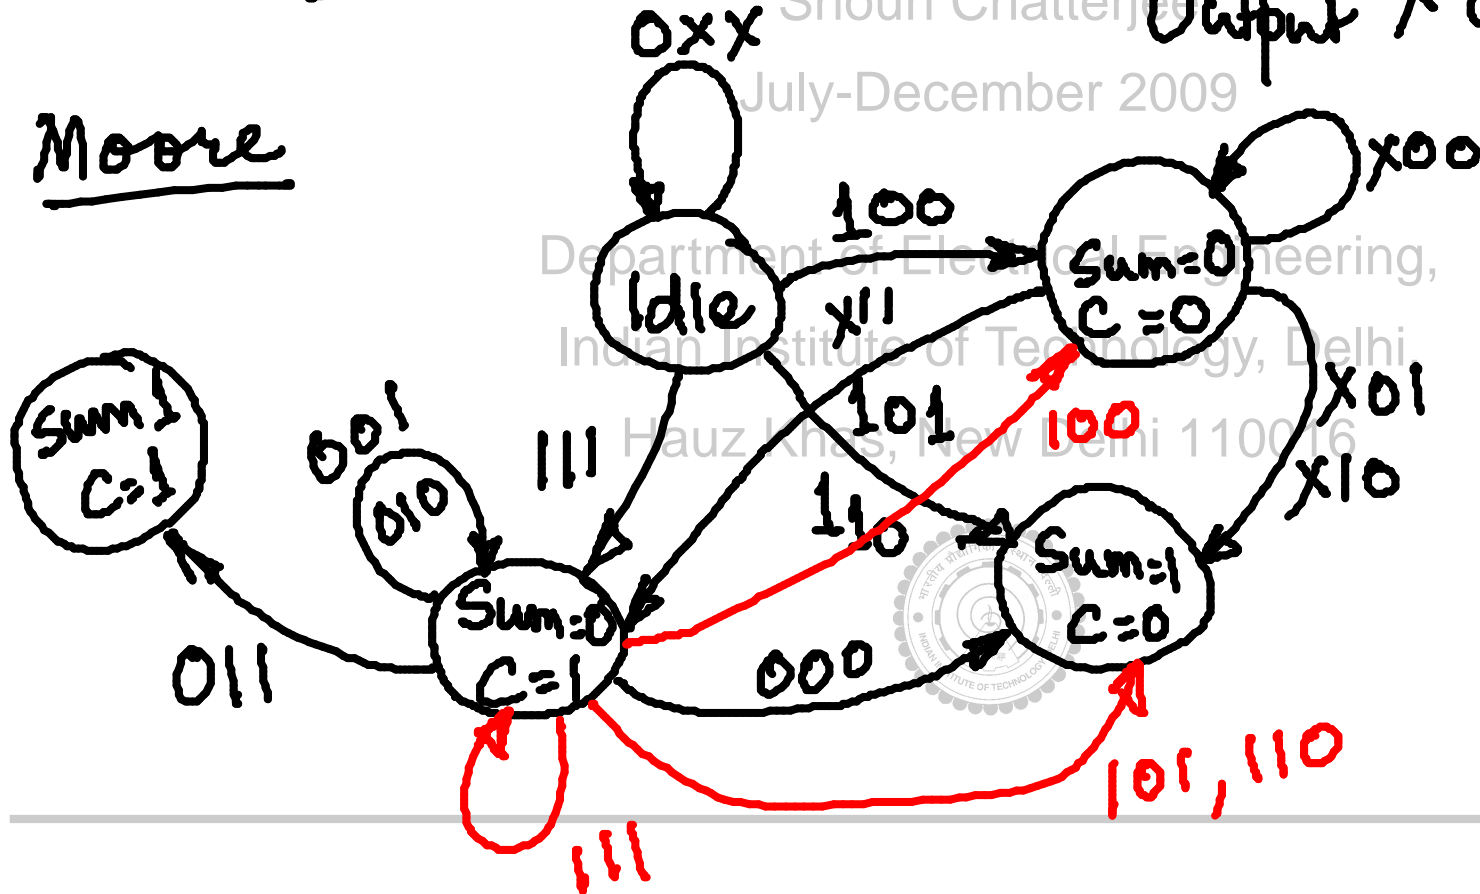 Shouri Chatterjee
Output
July-December 2009
Moore
0XX
100
X00
Department of Electrical Engineering,
Idle
X11
Sum=0
C=0
Indian Institute of Technology, Delhi,
Hauz Khas, New Delhi 110016
101
100
X01
X10
Sum 1
C=1
001
010
111
110
Sum=1
C=0
Sum=0
C=1
011
000
101, 110
111